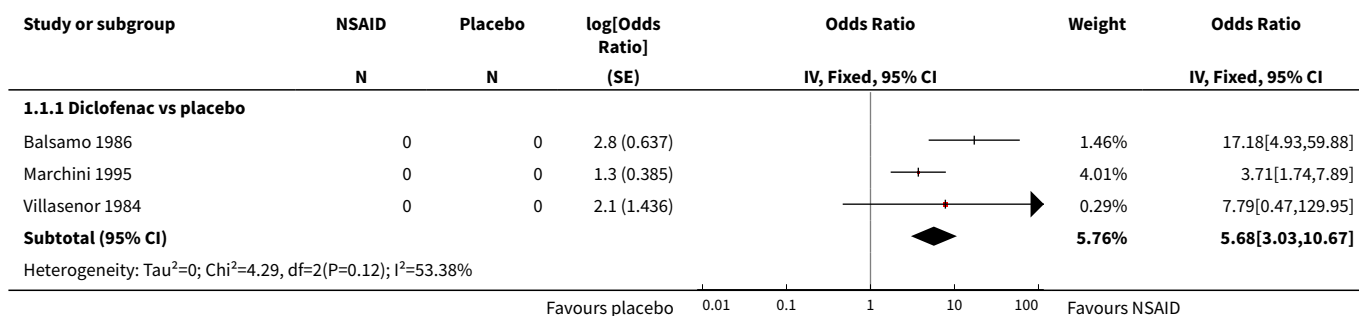 Study or subgroup NSAID Placebo log[Odds Ratio] Odds Ratio Weight Odds Ratio
N N (SE) IV, Fixed, 95% CI IV, Fixed, 95% CI
1.1.1 Diclofenac vs placebo
Balsamo 1986 0 0 2.8 (0.637) 1.46% 17.18[4.93,59.88]
Marchini 1995 0 0 1.3 (0.385) 4.01% 3.71[1.74,7.89]
Villasenor 1984 0 0 2.1 (1.436) 0.29% 7.79[0.47,129.95]
Subtotal (95% CI) 5.76% 5.68[3.03,10.67]
Heterogeneity: Tau²=0; Chi²=4.29, df=2(P=0.12); I²=53.38%
Favours placebo 0.01 0.1 1 10 100 Favours NSAID